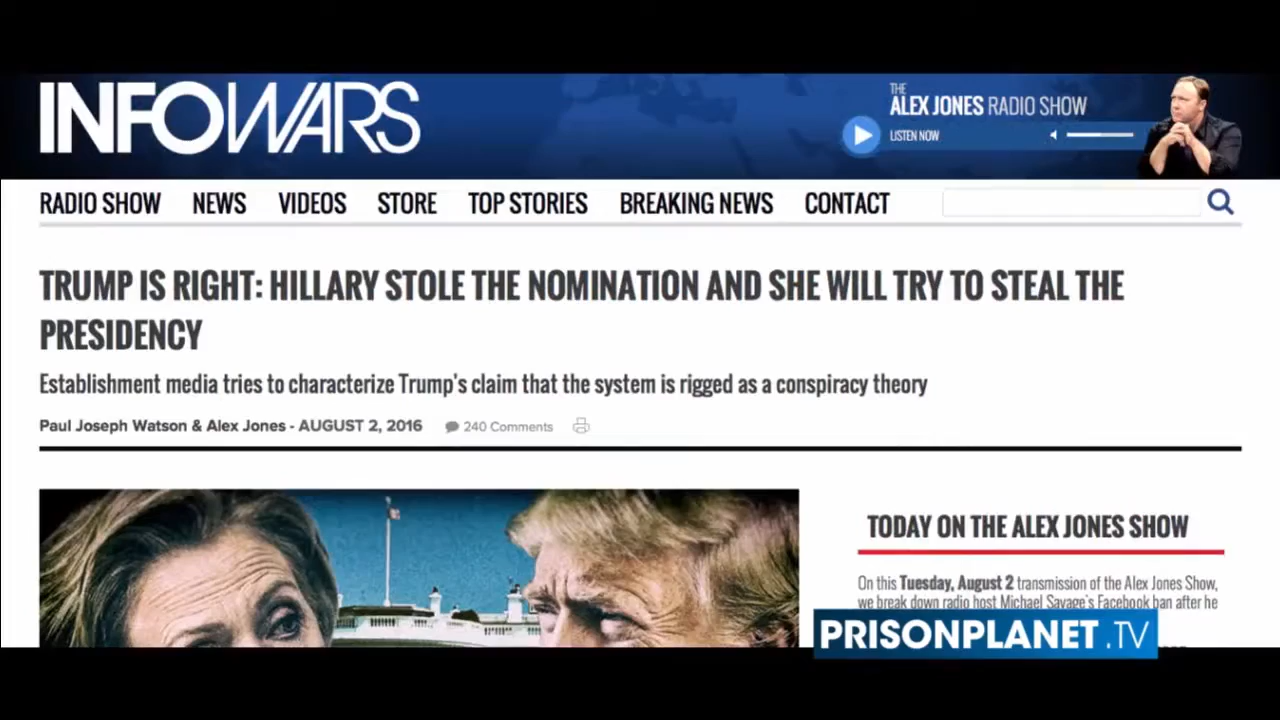 INFOWARS
THE
ALEX JONES RADIO SHOW
LISTEN NOW
RADIO SHOW NEWS VIDEOS STORE TOP STORIES BREAKING NEWS CONTACT
TRUMP IS RIGHT: HILLARY STOLE THE NOMINATION AND SHE WILL TRY TO STEAL THE
PRESIDENCY
Establishment media tries to characterize Trump's claim that the system is rigged as a conspiracy theory
Paul Joseph Watson & Alex Jones - AUGUST 2, 2016 240 Comments
TODAY ON THE ALEX JONES SHOW
On this Tuesday, August 2 transmission of the Alex Jones Show,
we break down radio host Michael Savage's Facebook ban after he
PRISONPLANET.TV